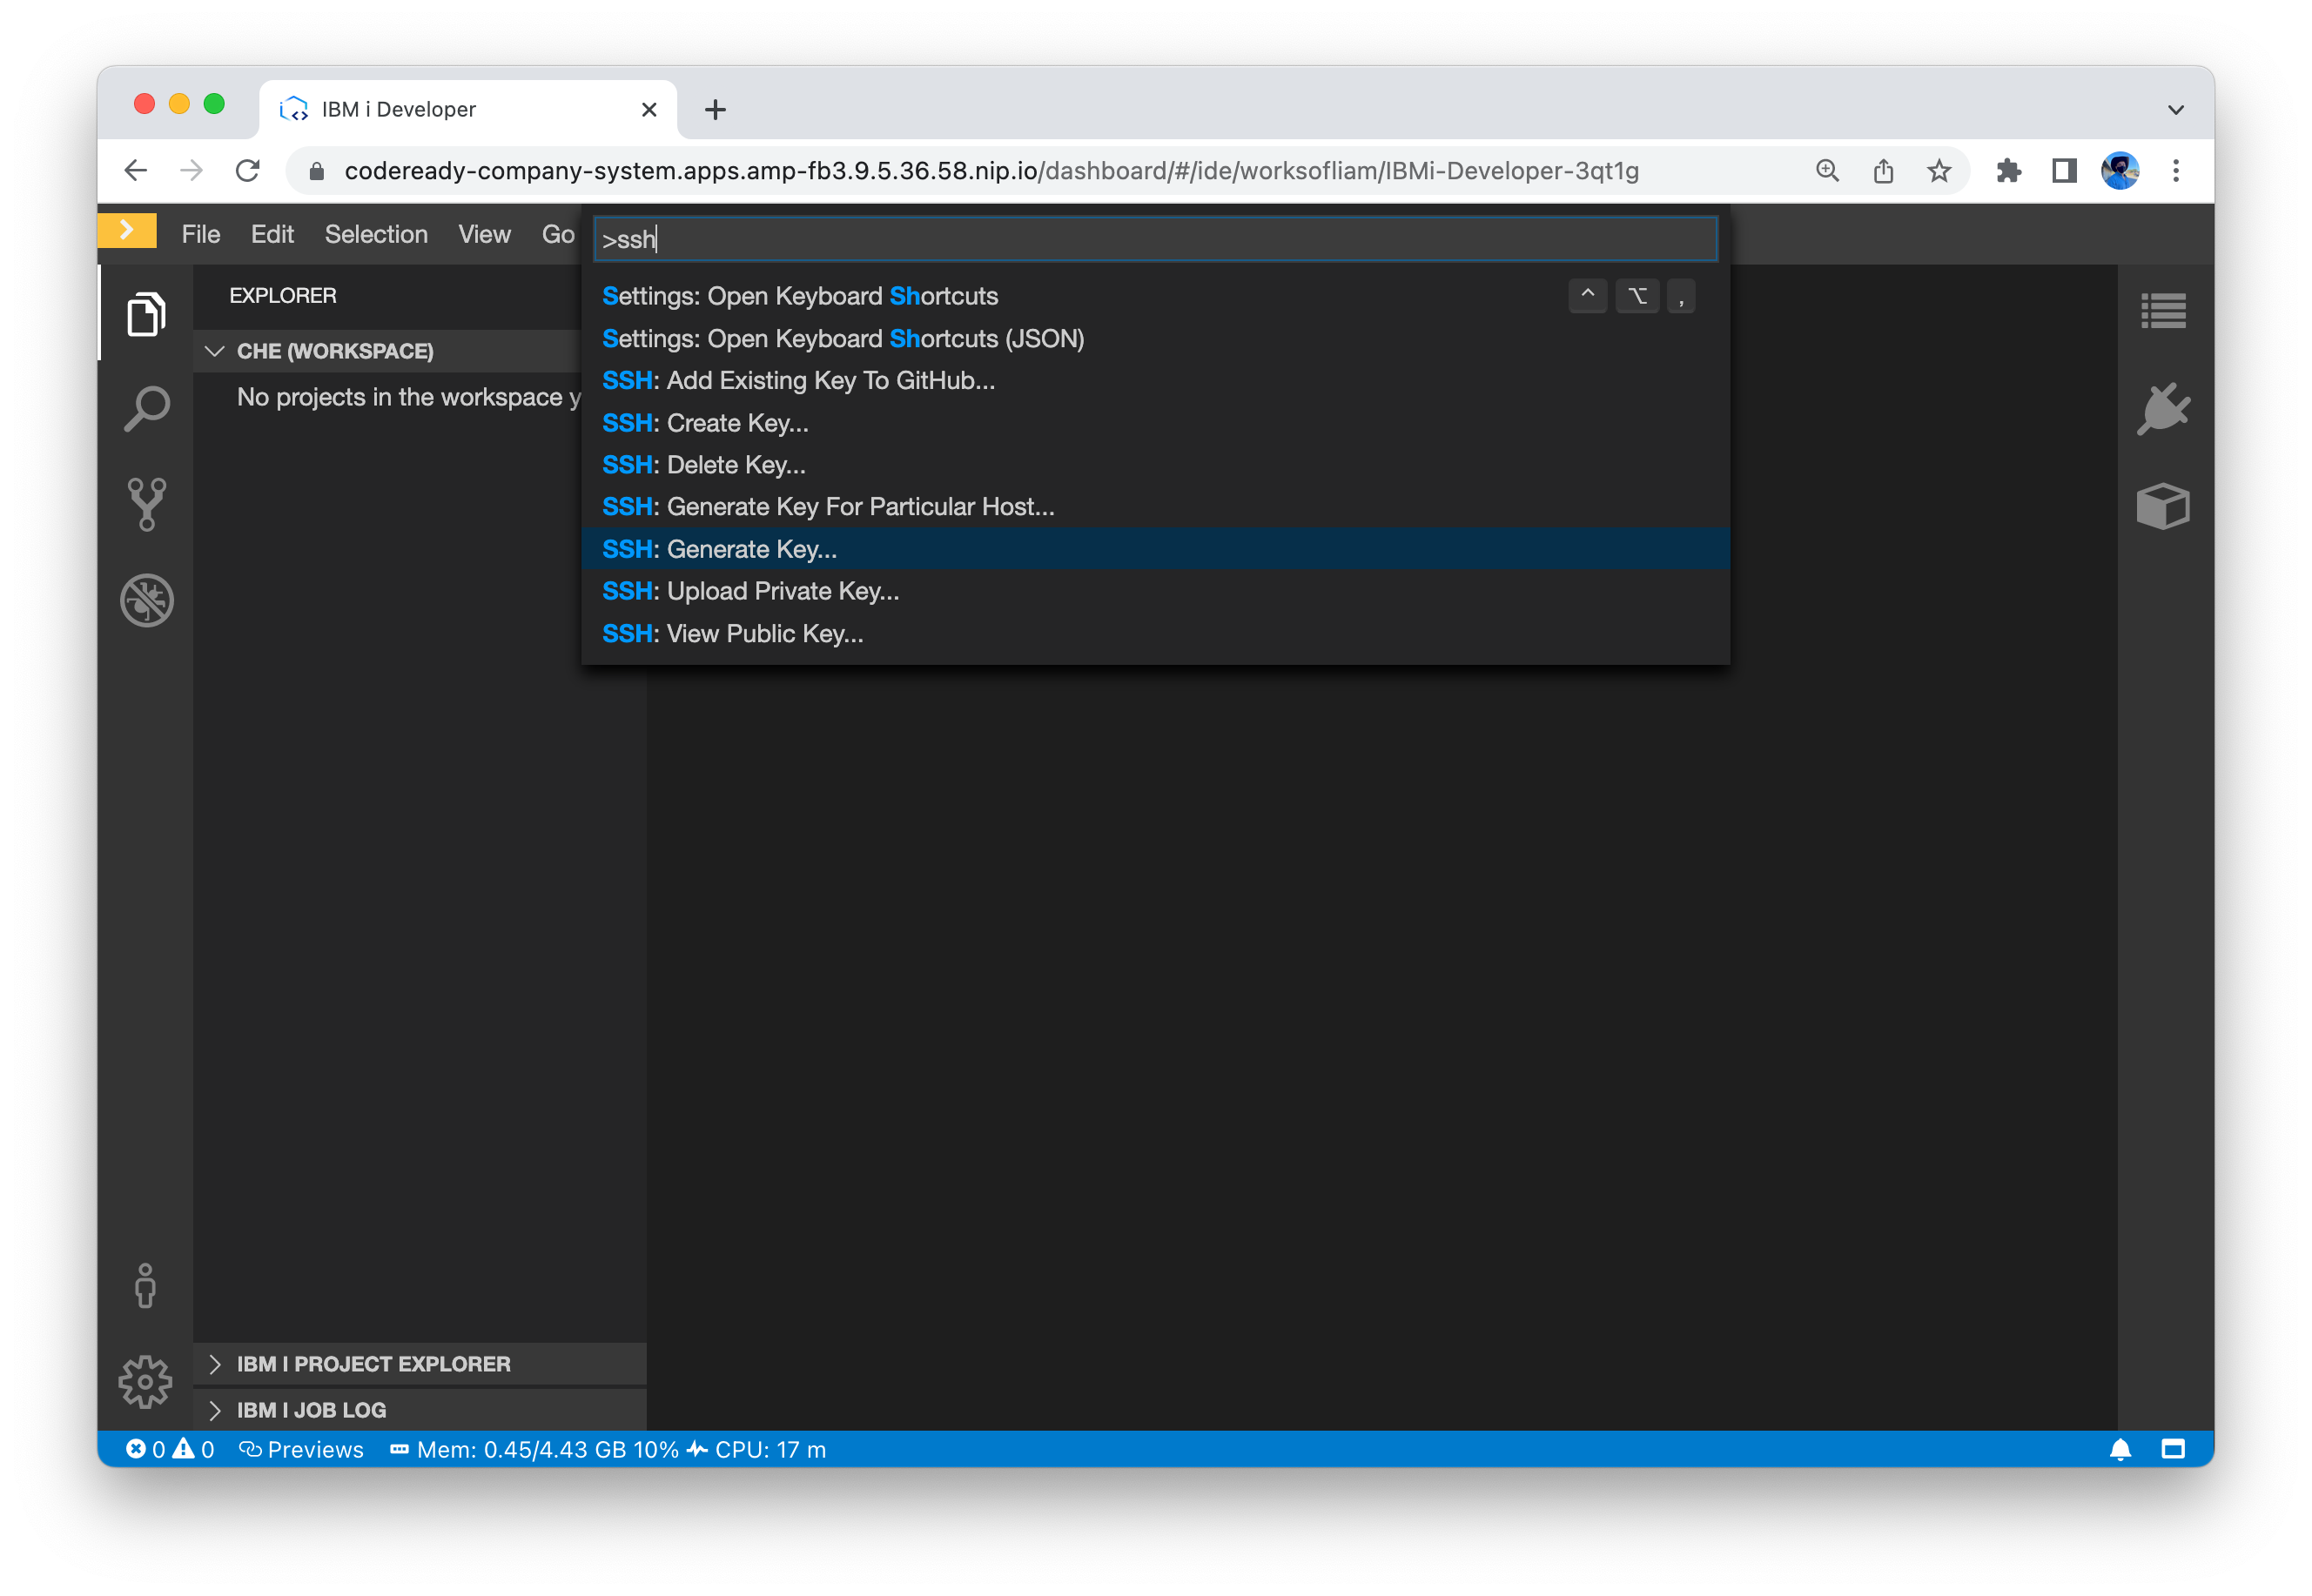 IBM i Developer
codeready-company-system.apps.amp-fb3.9.5.36.58.nip.io/dashboard/#/ide/worksofliam/IBMi-Developer-3qt1g
File Edit Selection View Go
>ssh
EXPLORER
CHE (WORKSPACE)
No projects in the workspace y
Settings: Open Keyboard Shortcuts ^ ⌥ ,
Settings: Open Keyboard Shortcuts (JSON)
SSH: Add Existing Key To GitHub...
SSH: Create Key...
SSH: Delete Key...
SSH: Generate Key For Particular Host...
SSH: Generate Key...
SSH: Upload Private Key...
SSH: View Public Key...
IBM I PROJECT EXPLORER
IBM I JOB LOG
0 0 Previews Mem: 0.45/4.43 GB 10% CPU: 17 m